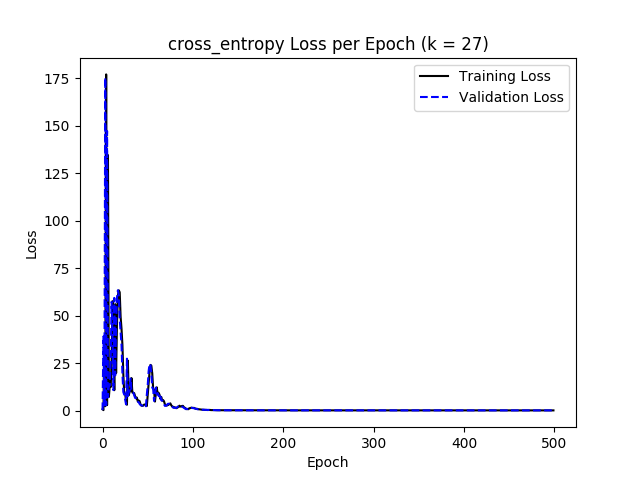 cross_entropy Loss per Epoch (k = 27)
Training Loss
Validation Loss
175
150
125
100
75
50
25
0
Loss
0 100 200 300 400 500
Epoch